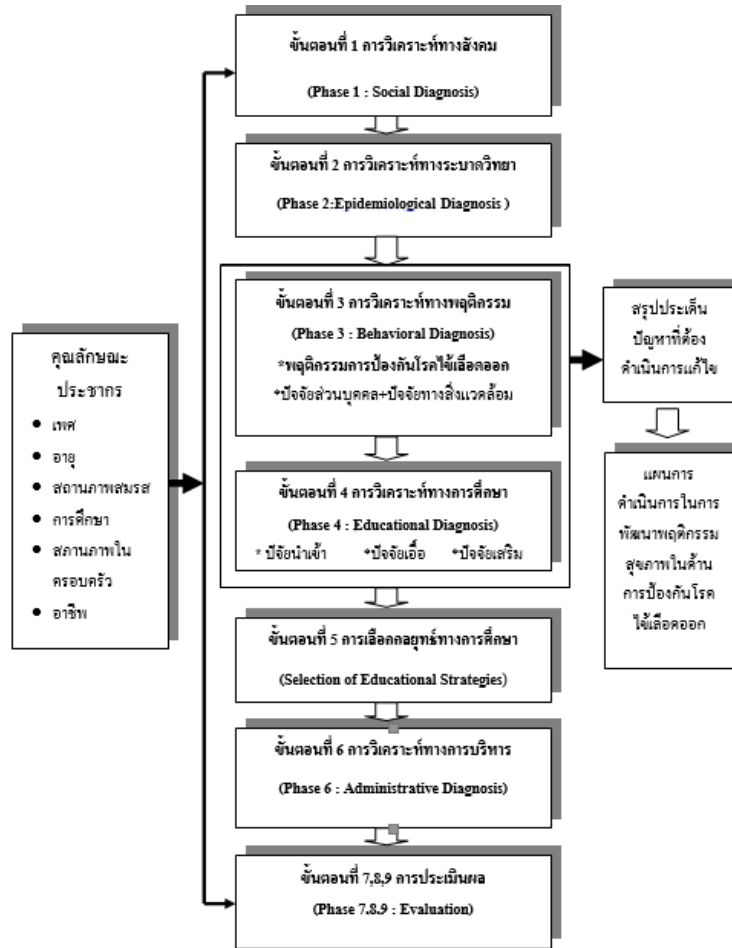 ขั้นตอนที่ 1 การวิเคราะห์ทางสังคม
(Phase 1 : Social Diagnosis)
ขั้นตอนที่ 2 การวิเคราะห์ทางระบาดวิทยา
(Phase 2:Epidemiological Diagnosis )
ขั้นตอนที่ 3 การวิเคราะห์ทางพฤติกรรม
(Phase 3 : Behavioral Diagnosis)
*พฤติกรรมการป้องกันโรคไข้เลือดออก
*ปัจจัยส่วนบุคคล+ปัจจัยทางสิ่งแวดล้อม
ขั้นตอนที่ 4 การวิเคราะห์ทางการศึกษา
(Phase 4 : Educational Diagnosis)
* ปัจจัยนำเข้า *ปัจจัยเอื้อ *ปัจจัยเสริม
ขั้นตอนที่ 5 การเลือกกลยุทธ์ทางการศึกษา
(Selection of Educational Strategies)
ขั้นตอนที่ 6 การวิเคราะห์ทางการบริหาร
(Phase 6 : Administrative Diagnosis)
ขั้นตอนที่ 7,8,9 การประเมินผล
(Phase 7.8.9 : Evaluation)
คุณลักษณะ
ประชากร
• เพศ
• อายุ
• สถานภาพสมรส
• การศึกษา
• สภานภาพใน
ครอบครัว
• อาชีพ
สรุปประเด็น
ปัญหาที่ต้อง
ดำเนินการแก้ไข
แผนการ
ดำเนินการในการ
พัฒนาพฤติกรรม
สุขภาพในด้าน
การป้องกันโรค
ไข้เลือดออก